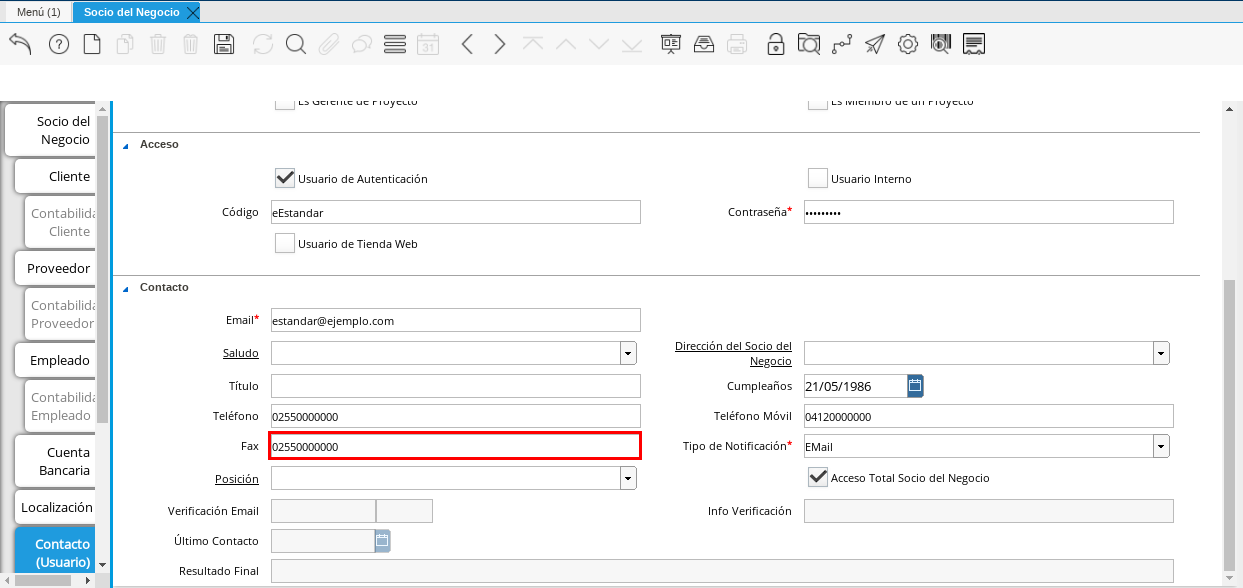 Menú (1) Socio del Negocio
31
Es Gerente de Proyecto Es Miembro de un Proyecto
Socio del
Negocio
Cliente
Contabilida
Cliente
Proveedor
Contabilida
Proveedor
Empleado
Contabilida
Empleado
Cuenta
Bancaria
Localización
Contacto
(Usuario)
Acceso
Usuario de Autenticación Usuario Interno
Código eEstandar Contraseña* •••••••••
Usuario de Tienda Web
Contacto
Email* estandar@ejemplo.com
Saludo Dirección del Socio del
Negocio
Título Cumpleaños 21/05/1986
Teléfono 02550000000 Teléfono Móvil 04120000000
Fax 02550000000 Tipo de Notificación* EMail
Posición Acceso Total Socio del Negocio
Verificación Email Info Verificación
Último Contacto
Resultado Final